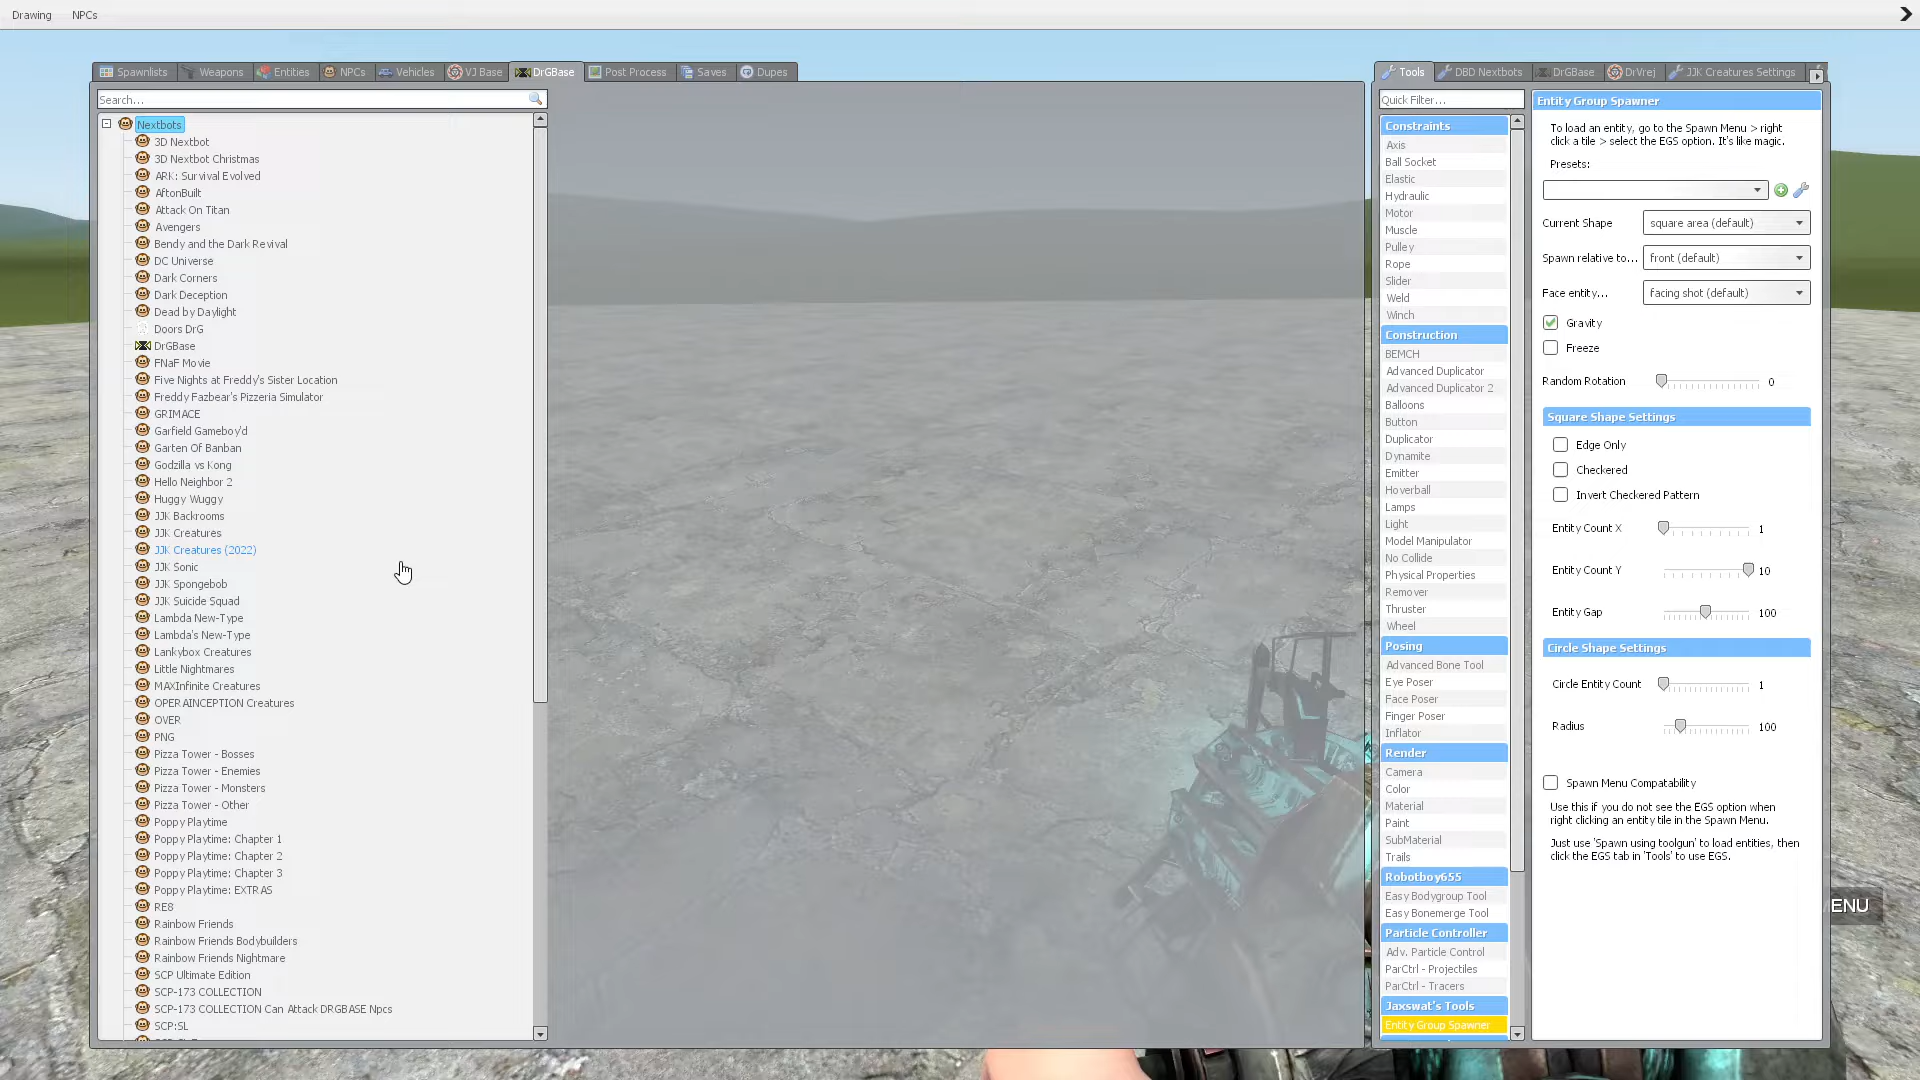 Drawing NPCs
Spawnlists Weapons Entities NPCs Vehicles VJ Base DrGBase Post Process Saves Dupes
Search...
Nextbots
3D Nextbot
3D Nextbot Christmas
ARK: Survival Evolved
AftonBuilt
Attack On Titan
Avengers
Bendy and the Dark Revival
DC Universe
Dark Corners
Dark Deception
Dead by Daylight
Doors DrG
DrGBase
FNaF Movie
Five Nights at Freddy's Sister Location
Freddy Fazbear's Pizzeria Simulator
GRIMACE
Garfield Gameboy'd
Garten Of Banban
Godzilla vs Kong
Hello Neighbor 2
Huggy Wuggy
JJK Backrooms
JJK Creatures
JJK Creatures (2022)
JJK Sonic
JJK Spongebob
JJK Suicide Squad
Lambda New-Type
Lambda's New-Type
Lankybox Creatures
Little Nightmares
MAXInfinite Creatures
OPERAINCEPTION Creatures
OVER
PNG
Pizza Tower - Bosses
Pizza Tower - Enemies
Pizza Tower - Monsters
Pizza Tower - Other
Poppy Playtime
Poppy Playtime: Chapter 1
Poppy Playtime: Chapter 2
Poppy Playtime: Chapter 3
Poppy Playtime: EXTRAS
RE8
Rainbow Friends
Rainbow Friends Bodybuilders
Rainbow Friends Nightmare
SCP Ultimate Edition
SCP-173 COLLECTION
SCP-173 COLLECTION Can Attack DRGBASE Npcs
SCP:SL
Tools DBD Nextbots DrGBase DrVrej JJK Creatures Settings
Quick Filter...
Constraints
Axis
Ball Socket
Elastic
Hydraulic
Motor
Muscle
Pulley
Rope
Slider
Weld
Winch
Construction
BEMCH
Advanced Duplicator
Advanced Duplicator 2
Balloons
Button
Duplicator
Dynamite
Emitter
Hoverball
Lamps
Light
Model Manipulator
No Collide
Physical Properties
Remover
Thruster
Wheel
Posing
Advanced Bone Tool
Eye Poser
Face Poser
Finger Poser
Inflator
Render
Camera
Color
Material
Paint
SubMaterial
Trails
Robotboy655
Easy Bodygroup Tool
Easy Bonemerge Tool
Particle Controller
Adv. Particle Control
ParCtrl - Projectiles
ParCtrl - Tracers
Jaxswat's Tools
Entity Group Spawner
Entity Group Spawner
To load an entity, go to the Spawn Menu > right
click a tile > select the EGS option. It's like magic.
Presets:
Current Shape square area (default)
Spawn relative to... front (default)
Face entity... facing shot (default)
Gravity
Freeze
Random Rotation 0
Square Shape Settings
Edge Only
Checkered
Invert Checkered Pattern
Entity Count X 1
Entity Count Y 10
Entity Gap 100
Circle Shape Settings
Circle Entity Count 1
Radius 100
Spawn Menu Compatability
Use this if you do not see the EGS option when
right clicking an entity tile in the Spawn Menu.
Just use 'Spawn using toolgun' to load entities, then
click the EGS tab in 'Tools' to use EGS.
ENU